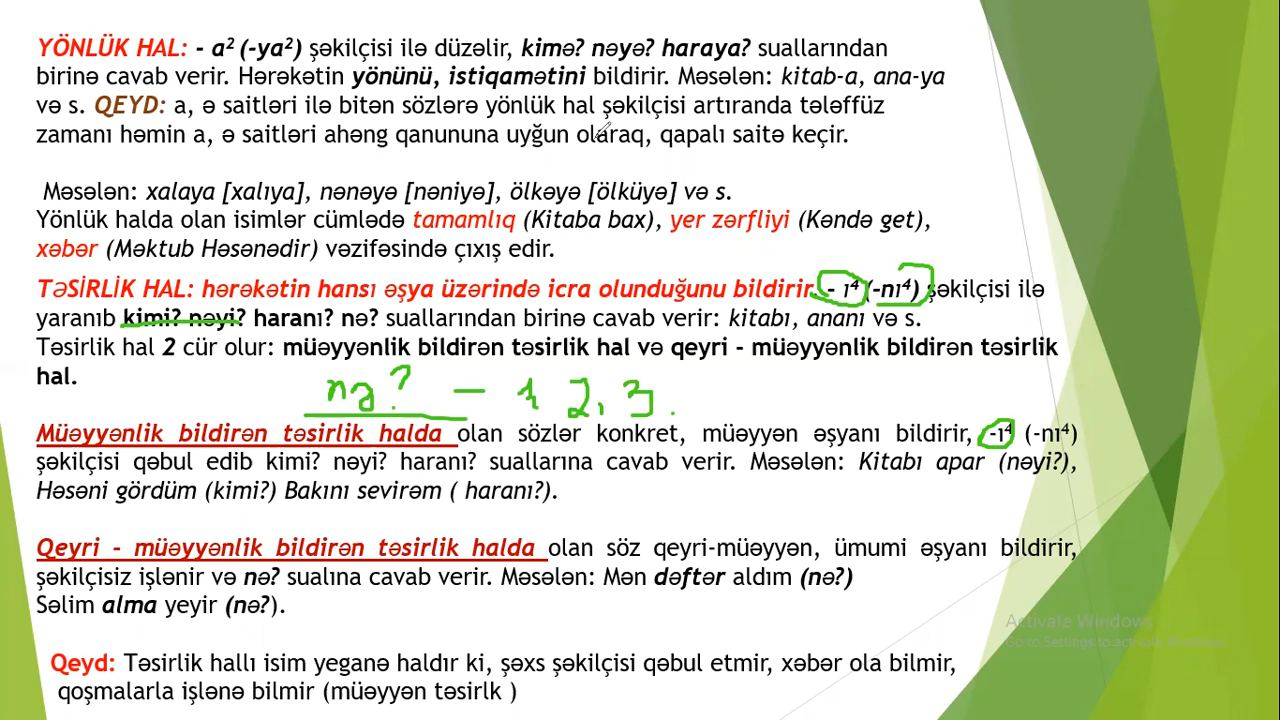 YÖNLÜK HAL: - a² (-ya²) şəkilçisi ilə düzəlir, kimə? nəyə? haraya? suallarından
birinə cavab verir. Hərəkətin yönünü, istiqamətini bildirir. Məsələn: kitab-a, ana-ya
və s. QEYD: a, ə saitləri ilə bitən sözlərə yönlük hal şəkilçisi artıranda tələffüz
zamanı həmin a, ə saitləri ahəng qanununa uyğun olaraq, qapalı saitə keçir.
Məsələn: xalaya [xalıya], nənəyə [nəniyə], ölkəyə [ölküyə] və s.
Yönlük halda olan isimlər cümlədə tamamlıq (Kitaba bax), yer zərfliyi (Kəndə get),
xəbər (Məktub Həsənədir) vəzifəsində çıxış edir.
TƏSİRLİK HAL: hərəkətin hansı əşya üzərində icra olunduğunu bildirir. - ı⁴ (-nı⁴) şəkilçisi ilə
yaranıb kimi? nəyi? haranı? nə? suallarından birinə cavab verir: kitabı, ananı və s.
Təsirlik hal 2 cür olur: müəyyənlik bildirən təsirlik hal və qeyri - müəyyənlik bildirən təsirlik
hal.
nə? — 1 2, 3.
Müəyyənlik bildirən təsirlik halda olan sözlər konkret, müəyyən əşyanı bildirir, -ı⁴ (-nı⁴)
şəkilçisi qəbul edib kimi? nəyi? haranı? suallarına cavab verir. Məsələn: Kitabı apar (nəyi?),
Həsəni gördüm (kimi?) Bakını sevirəm ( haranı?).
Qeyri - müəyyənlik bildirən təsirlik halda olan söz qeyri-müəyyən, ümumi əşyanı bildirir,
şəkilçisiz işlənir və nə? sualına cavab verir. Məsələn: Mən dəftər aldım (nə?)
Səlim alma yeyir (nə?).
Qeyd: Təsirlik hallı isim yeganə haldır ki, şəxs şəkilçisi qəbul etmir, xəbər ola bilmir,
qoşmalarla işlənə bilmir (müəyyən təsirlk )
Activate Windows
Go to Settings to activate Windows.